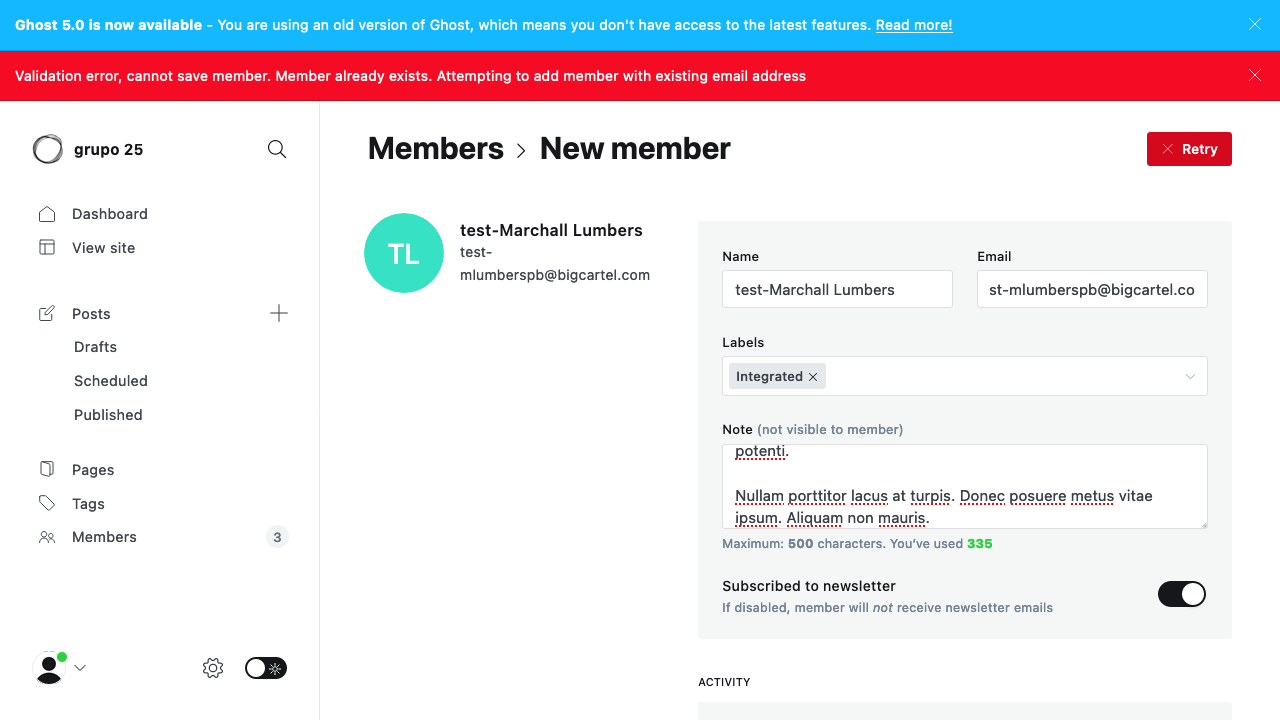 Ghost 5.0 is now available - You are using an old version of Ghost, which means you don't have access to the latest features. Read more!
Validation error, cannot save member. Member already exists. Attempting to add member with existing email address
grupo 25
Dashboard
View site
Posts
Drafts
Scheduled
Published
Pages
Tags
Members
3
Members > New member
Retry
TL
test-Marchall Lumbers
test-
mlumberspb@bigcartel.com
Name
Email
test-Marchall Lumbers
st-mlumberspb@bigcartel.co
Labels
Integrated
Note (not visible to member)
potenti.
Nullam porttitor lacus at turpis. Donec posuere metus vitae
ipsum. Aliquam non mauris.
Maximum: 500 characters. You've used 335
Subscribed to newsletter
If disabled, member will not receive newsletter emails
ACTIVITY